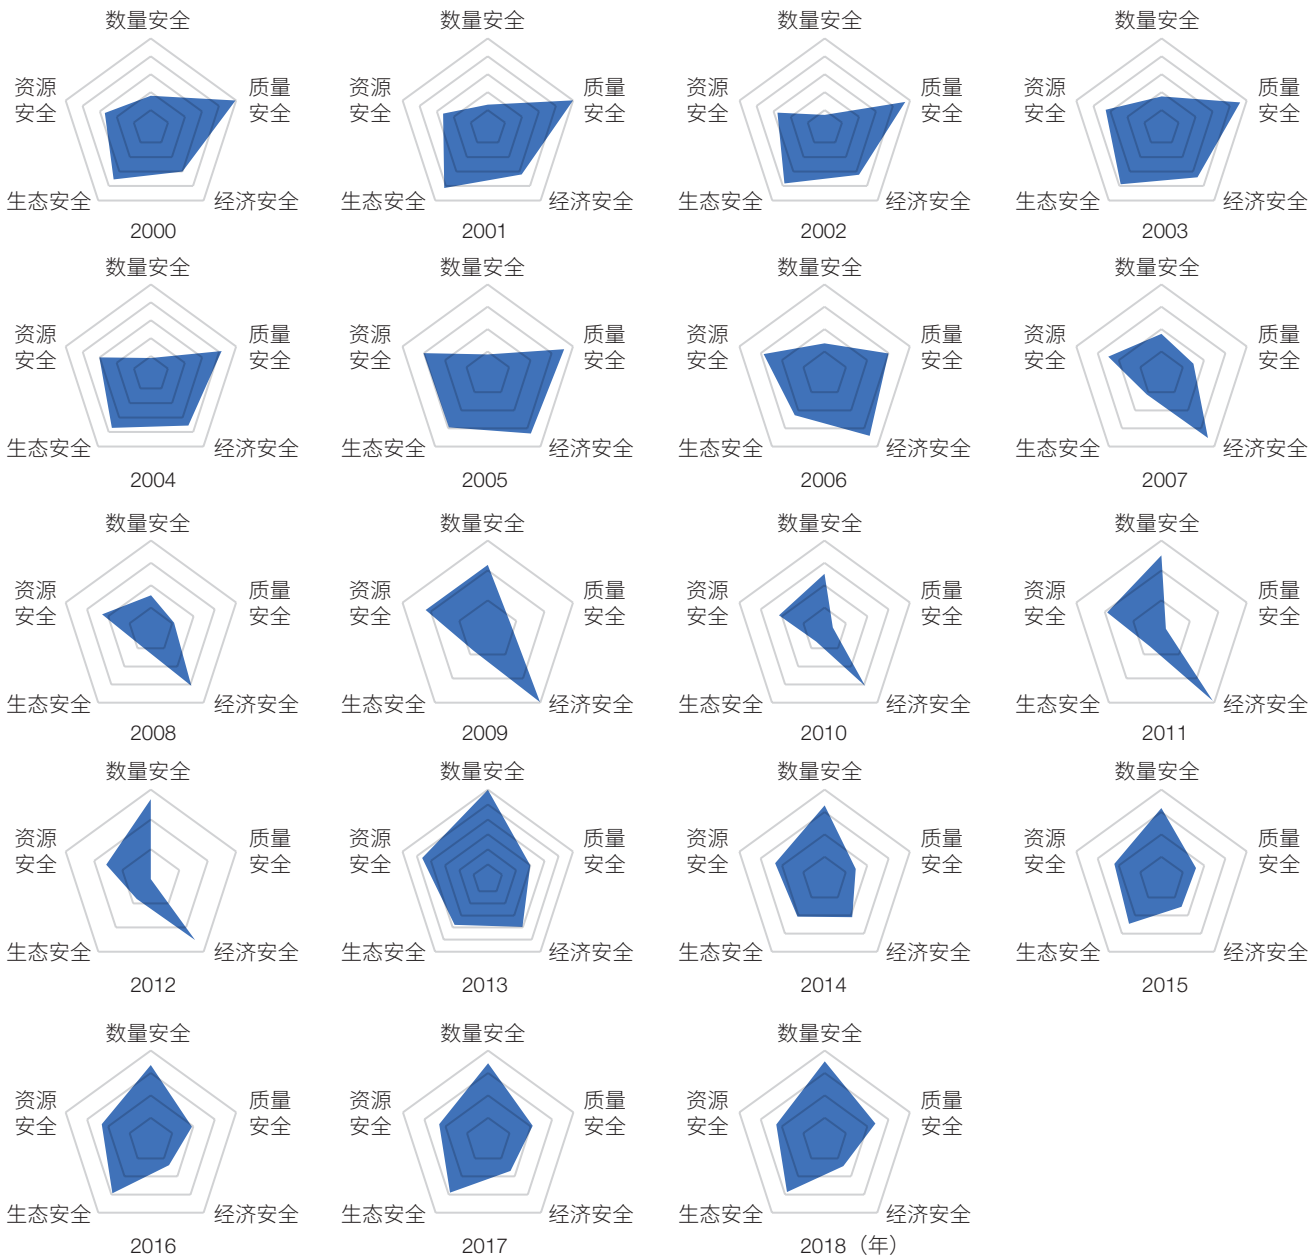 数量安全 数量安全 数量安全 数量安全
资源 质量 资源 质量 资源 质量 资源 质量
安全 安全 安全 安全 安全 安全 安全 安全
生态安全 经济安全 生态安全 经济安全 生态安全 经济安全 生态安全 经济安全
2000 2001 2002 2003
数量安全 数量安全 数量安全 数量安全
资源 质量 资源 质量 资源 质量 资源 质量
安全 安全 安全 安全 安全 安全 安全 安全
生态安全 经济安全 生态安全 经济安全 生态安全 经济安全 生态安全 经济安全
2004 2005 2006 2007
数量安全 数量安全 数量安全 数量安全
资源 质量 资源 质量 资源 质量 资源 质量
安全 安全 安全 安全 安全 安全 安全 安全
生态安全 经济安全 生态安全 经济安全 生态安全 经济安全 生态安全 经济安全
2008 2009 2010 2011
数量安全 数量安全 数量安全 数量安全
资源 质量 资源 质量 资源 质量 资源 质量
安全 安全 安全 安全 安全 安全 安全 安全
生态安全 经济安全 生态安全 经济安全 生态安全 经济安全 生态安全 经济安全
2012 2013 2014 2015
数量安全 数量安全 数量安全
资源 质量 资源 质量 资源 质量
安全 安全 安全 安全 安全 安全
生态安全 经济安全 生态安全 经济安全 生态安全 经济安全
2016 2017 2018（年）